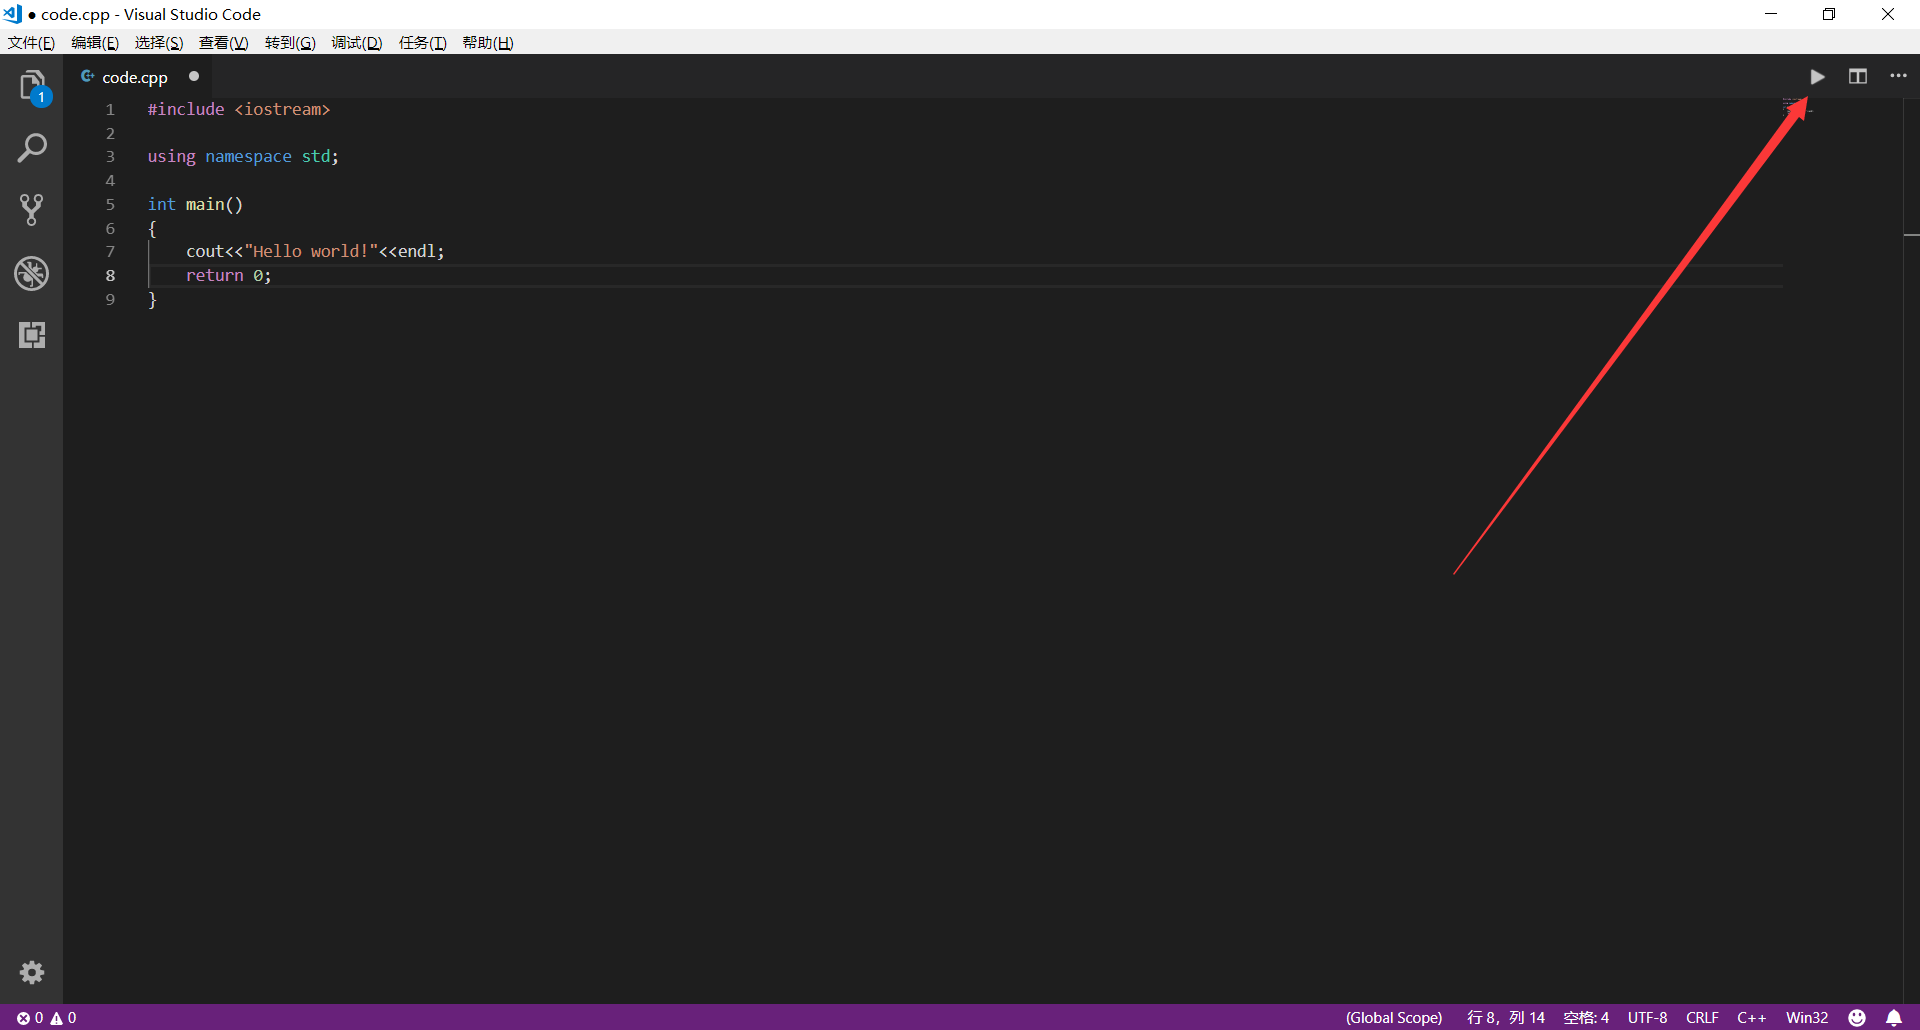 ● code.cpp - Visual Studio Code
文件(F) 编辑(E) 选择(S) 查看(V) 转到(G) 调试(D) 任务(T) 帮助(H)
1
code.cpp ●
1 #include <iostream>
2
3 using namespace std;
4
5 int main()
6 {
7 cout<<"Hello world!"<<endl;
8 return 0;
9 }
0 0 (Global Scope) 行 8，列 14 空格: 4 UTF-8 CRLF C++ Win32